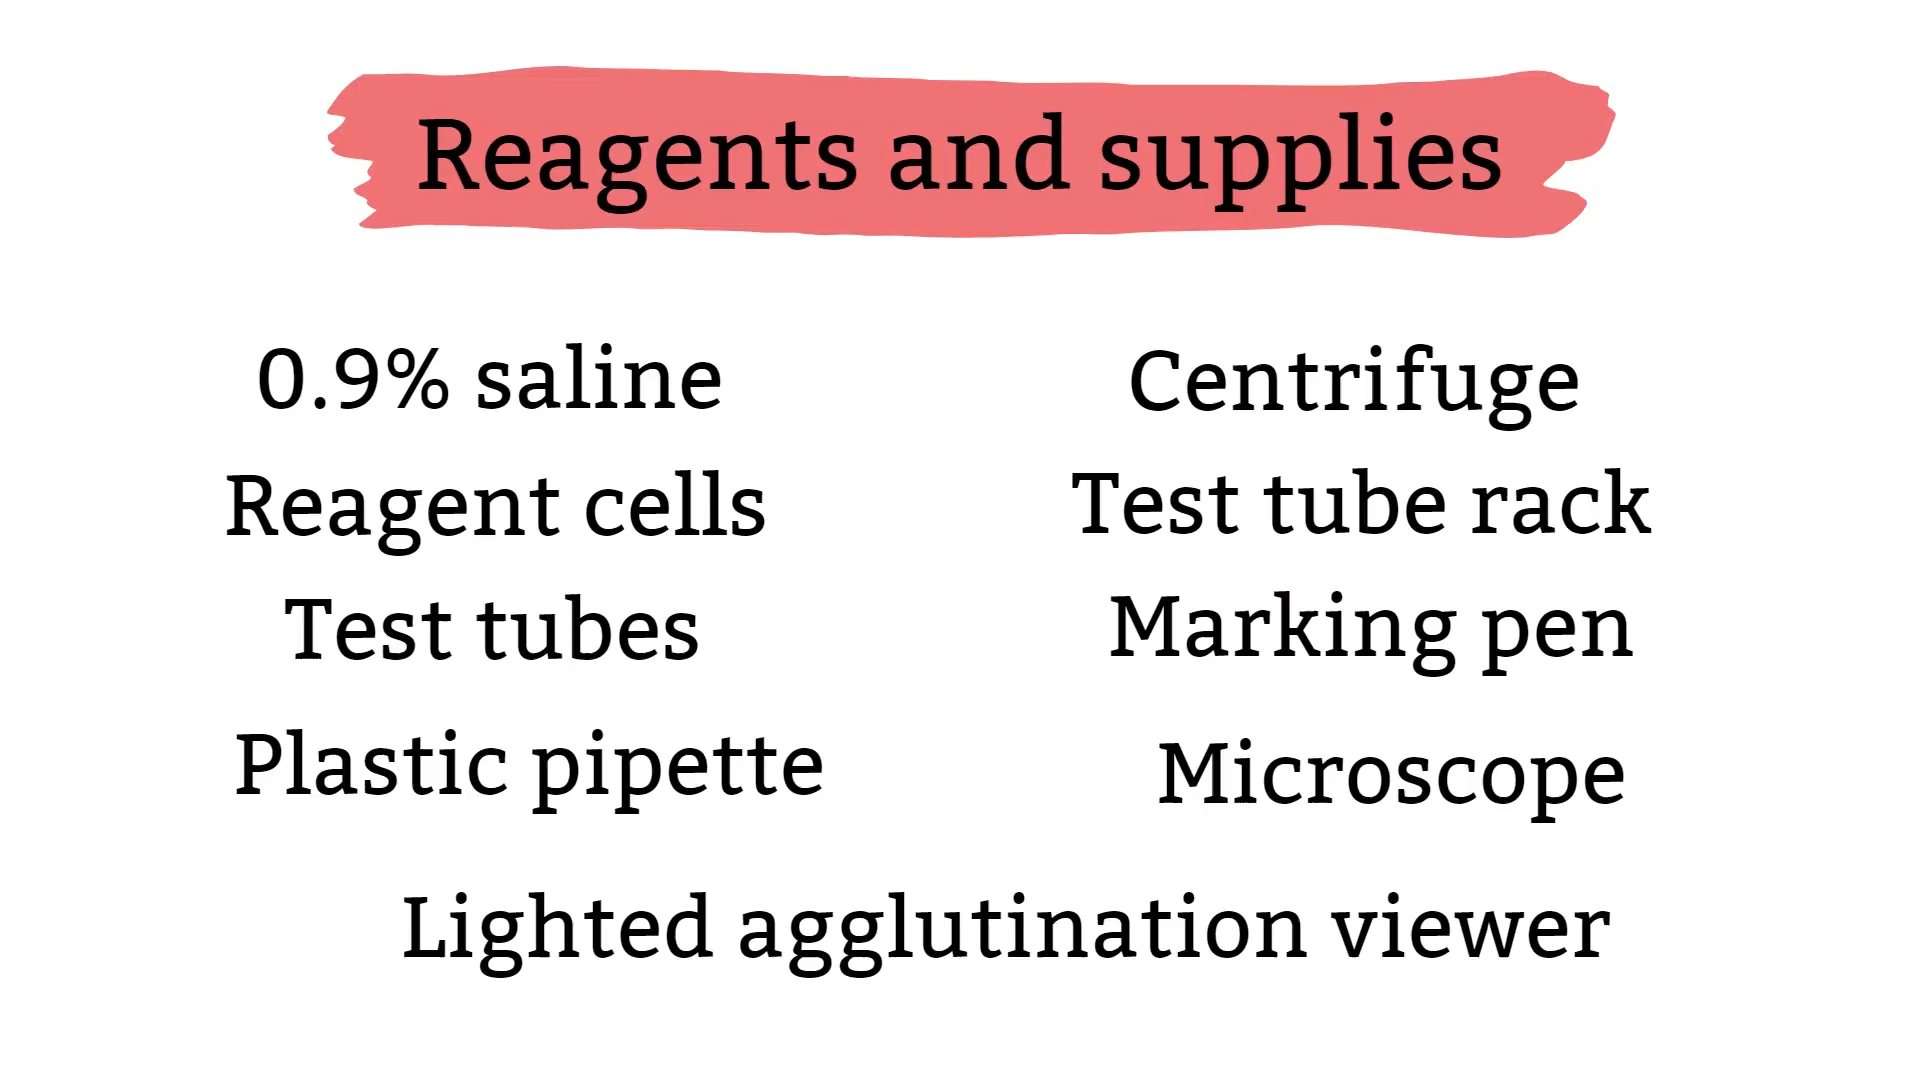 Reagents and supplies
0.9% saline
Reagent cells
Test tubes
Plastic pipette
Centrifuge
Test tube rack
Marking pen
Microscope
Lighted agglutination viewer